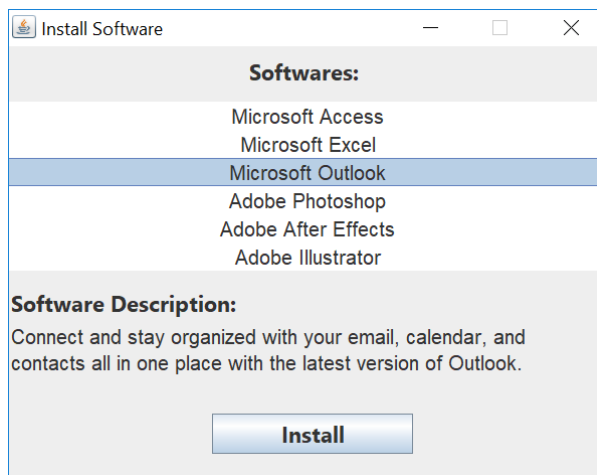 Install Software
Softwares:
Microsoft Access
Microsoft Excel
Microsoft Outlook
Adobe Photoshop
Adobe After Effects
Adobe Illustrator
Software Description:
Connect and stay organized with your email, calendar, and
contacts all in one place with the latest version of Outlook.
Install